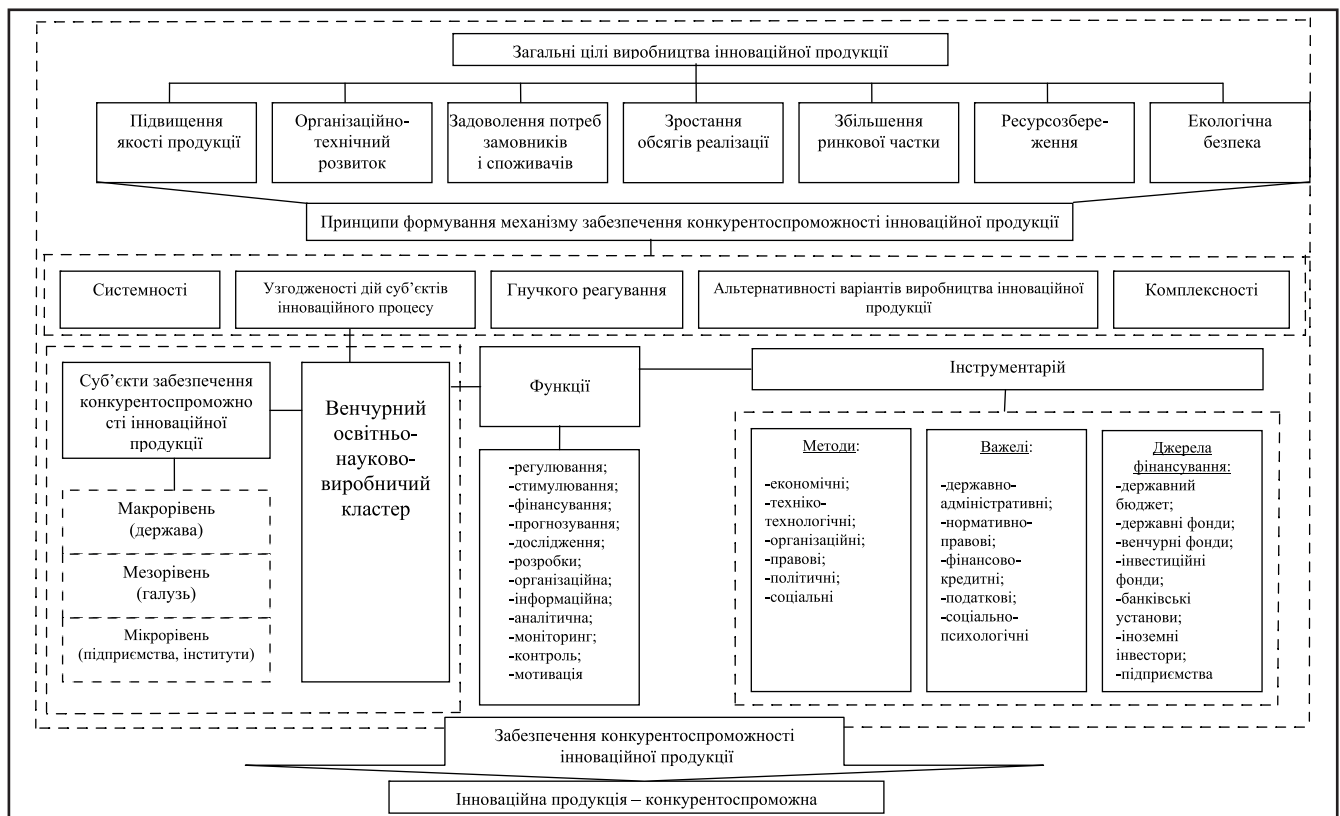 Загальні цілі виробництва інноваційної продукції
Підвищення
якості продукції
Організаційно-
технічний
розвиток
Задоволення потреб
замовників
і споживачів
Зростання
обсягів реалізації
Збільшення
ринкової частки
Ресурсозбере-
ження
Екологічна
безпека
Принципи формування механізму забезпечення конкурентоспроможності інноваційної продукції
Системності
Узгодженості дій суб’єктів
інноваційного процесу
Гнучкого реагування
Альтернативності варіантів виробництва інноваційної
продукції
Комплексності
Суб’єкти забезпечення
конкурентоспроможно
сті інноваційної
продукції
Макрорівень
(держава)
Мезорівень
(галузь)
Мікрорівень
(підприємства, інститути)
Венчурний
освітньо-
науково-
виробничий
кластер
Функції
-регулювання;
-стимулювання;
-фінансування;
-прогнозування;
-дослідження;
-розробки;
-організаційна;
-інформаційна;
-аналітична;
-моніторинг;
-контроль;
-мотивація
Інструментарій
Методи:
-економічні;
-техніко-
технологічні;
-організаційні;
-правові;
-політичні;
-соціальні
Важелі:
-державно-
адміністративні;
-нормативно-
правові;
-фінансово-
кредитні;
-податкові;
-соціально-
психологічні
Джерела
фінансування:
-державний
бюджет;
-державні фонди;
-венчурні фонди;
-інвестиційні
фонди;
-банківські
установи;
-іноземні
інвестори;
-підприємства
Забезпечення конкурентоспроможності
інноваційної продукції
Інноваційна продукція – конкурентоспроможна